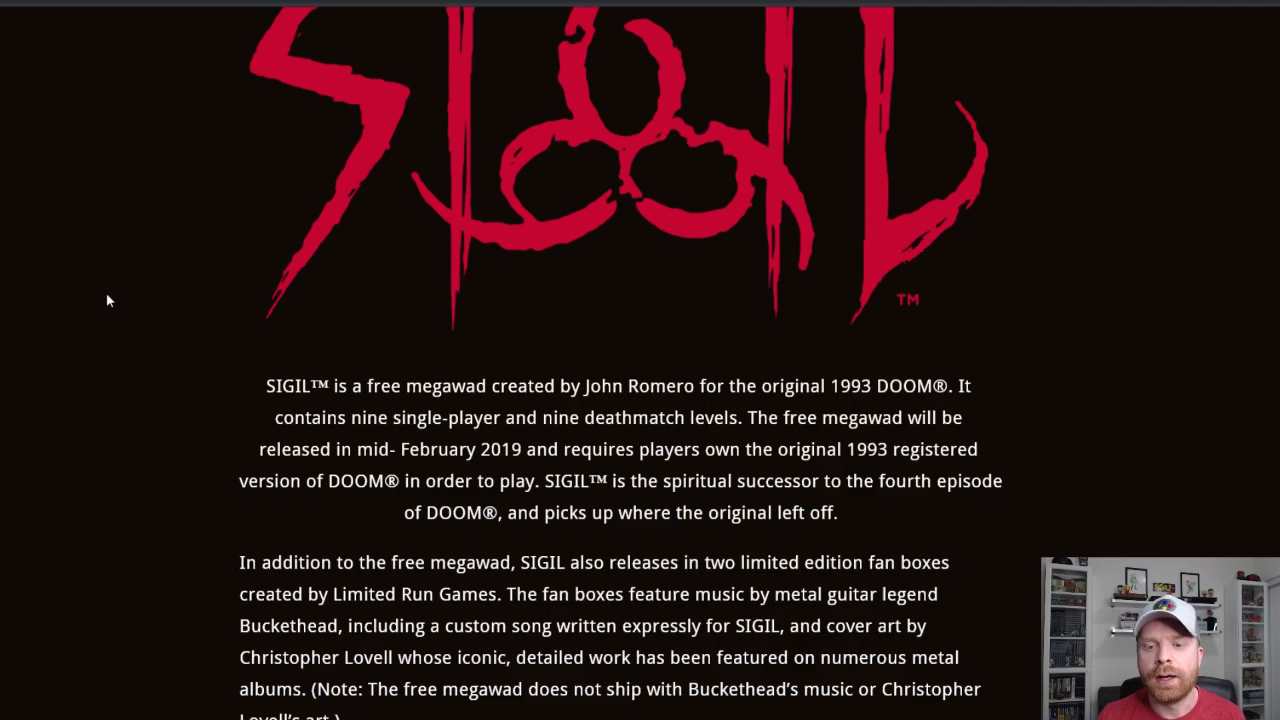 SIGIL
TM
SIGIL™ is a free megawad created by John Romero for the original 1993 DOOM®. It
contains nine single-player and nine deathmatch levels. The free megawad will be
released in mid- February 2019 and requires players own the original 1993 registered
version of DOOM® in order to play. SIGIL™ is the spiritual successor to the fourth episode
of DOOM®, and picks up where the original left off.
In addition to the free megawad, SIGIL also releases in two limited edition fan boxes
created by Limited Run Games. The fan boxes feature music by metal guitar legend
Buckethead, including a custom song written expressly for SIGIL, and cover art by
Christopher Lovell whose iconic, detailed work has been featured on numerous metal
albums. (Note: The free megawad does not ship with Buckethead’s music or Christopher
Lovell’s art.)